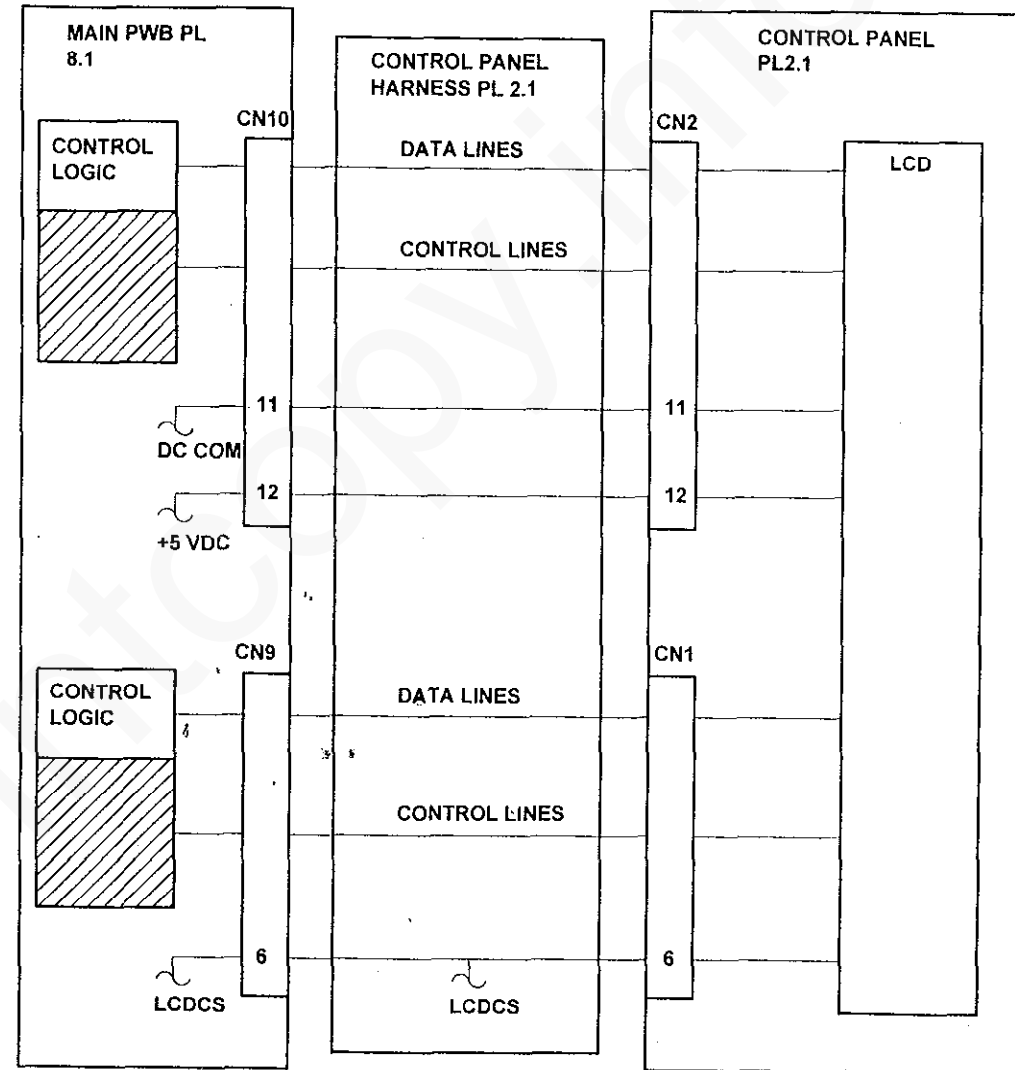 MAIN PWB PL
8.1
CONTROL PANEL
HARNESS PL 2.1
CONTROL PANEL
PL2.1
CN10
CN2
CONTROL
LOGIC
DATA LINES
LCD
CONTROL LINES
11
11
DC COM
12
12
+5 VDC
CN9
CN1
CONTROL
LOGIC
DATA LINES
CONTROL LINES
6
6
LCDCS
LCDCS